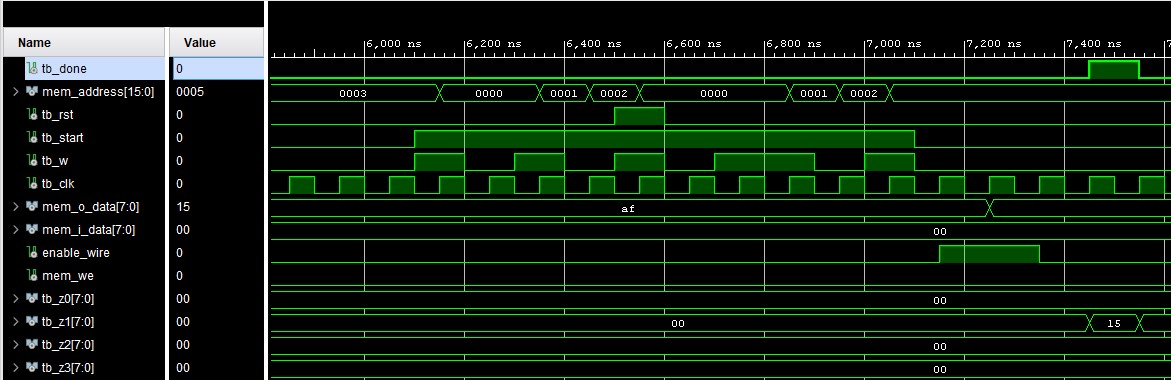 Name Value
6,000 ns 6,200 ns 6,400 ns 6,600 ns 6,800 ns 7,000 ns 7,200 ns 7,400 ns
tb_done 0
mem_address[15:0] 0005 0003 0000 0001 0002 0000 0001 0002
tb_rst 0
tb_start 0
tb_w 0
tb_clk 0
mem_o_data[7:0] 15 af
mem_i_data[7:0] 00 00
enable_wire 0
mem_we 0
tb_z0[7:0] 00 00
tb_z1[7:0] 00 00 15
tb_z2[7:0] 00 00
tb_z3[7:0] 00 00